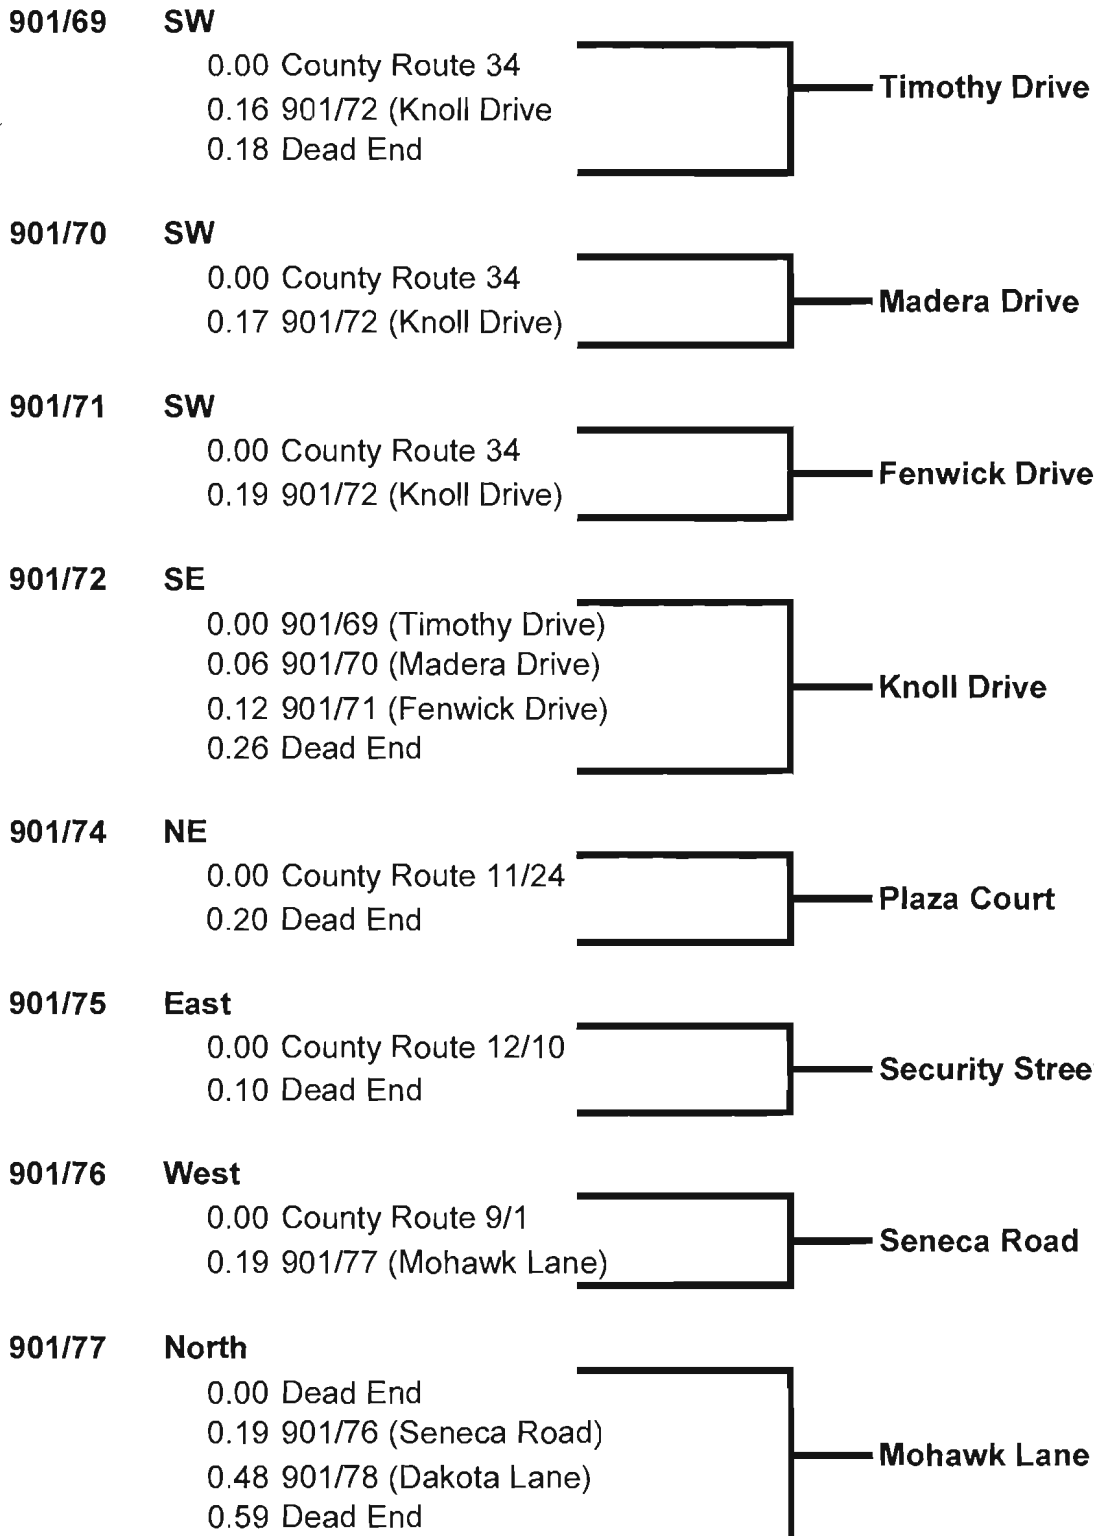 901/69 SW
0.00 County Route 34
Timothy Drive
0.16 901/72 (Knoll Drive
0.18 Dead End
901/70 SW
0.00 County Route 34
Madera Drive
0.17 901/72 (Knoll Drive)
901/71 SW
0.00 County Route 34
Fenwick Drive
0.19 901/72 (Knoll Drive)
901/72 SE
0.00 901/69 (Timothy Drive)
0.06 901/70 (Madera Drive)
Knoll Drive
0.12 901/71 (Fenwick Drive)
0.26 Dead End
901/74 NE
0.00 County Route 11/24
Plaza Court
0.20 Dead End
901/75 East
0.00 County Route 12/10
Security Stree
0.10 Dead End
901/76 West
0.00 County Route 9/1
Seneca Road
0.19 901/77 (Mohawk Lane)
901/77 North
0.00 Dead End
0.19 901/76 (Seneca Road)
Mohawk Lane
0.48 901/78 (Dakota Lane)
0.59 Dead End